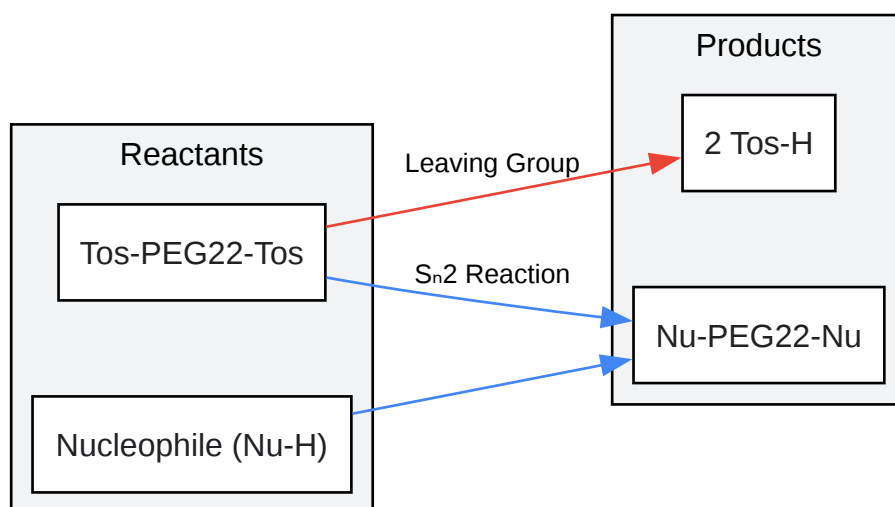 Products
2 Tos-H
Reactants
Leaving Group
Tos-PEG22-Tos
Sₙ2 Reaction
Nu-PEG22-Nu
Nucleophile (Nu-H)